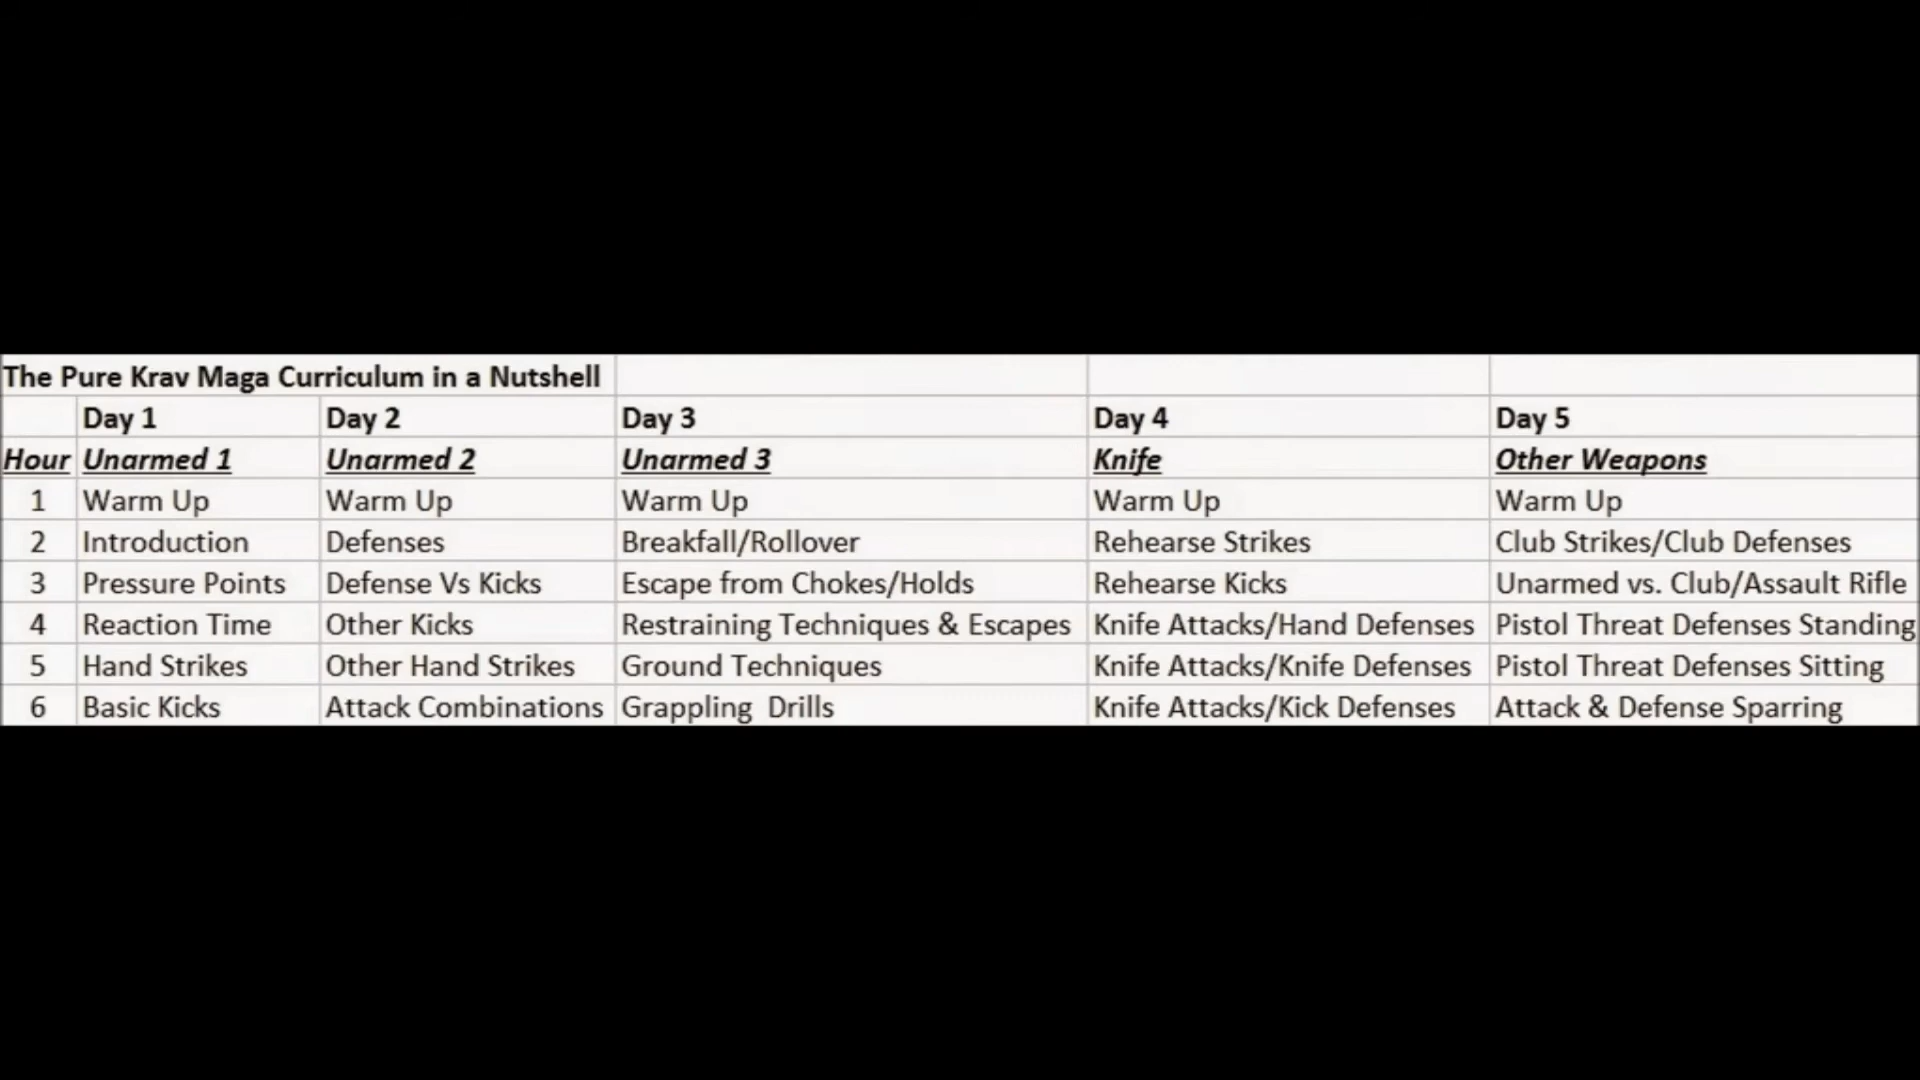 The Pure Krav Maga Curriculum in a Nutshell
Day 1 Day 2 Day 3 Day 4 Day 5
Hour Unarmed 1 Unarmed 2 Unarmed 3 Knife Other Weapons
1 Warm Up Warm Up Warm Up Warm Up Warm Up
2 Introduction Defenses Breakfall/Rollover Rehearse Strikes Club Strikes/Club Defenses
3 Pressure Points Defense Vs Kicks Escape from Chokes/Holds Rehearse Kicks Unarmed vs. Club/Assault Rifle
4 Reaction Time Other Kicks Restraining Techniques & Escapes Knife Attacks/Hand Defenses Pistol Threat Defenses Standing
5 Hand Strikes Other Hand Strikes Ground Techniques Knife Attacks/Knife Defenses Pistol Threat Defenses Sitting
6 Basic Kicks Attack Combinations Grappling  Drills Knife Attacks/Kick Defenses Attack & Defense Sparring